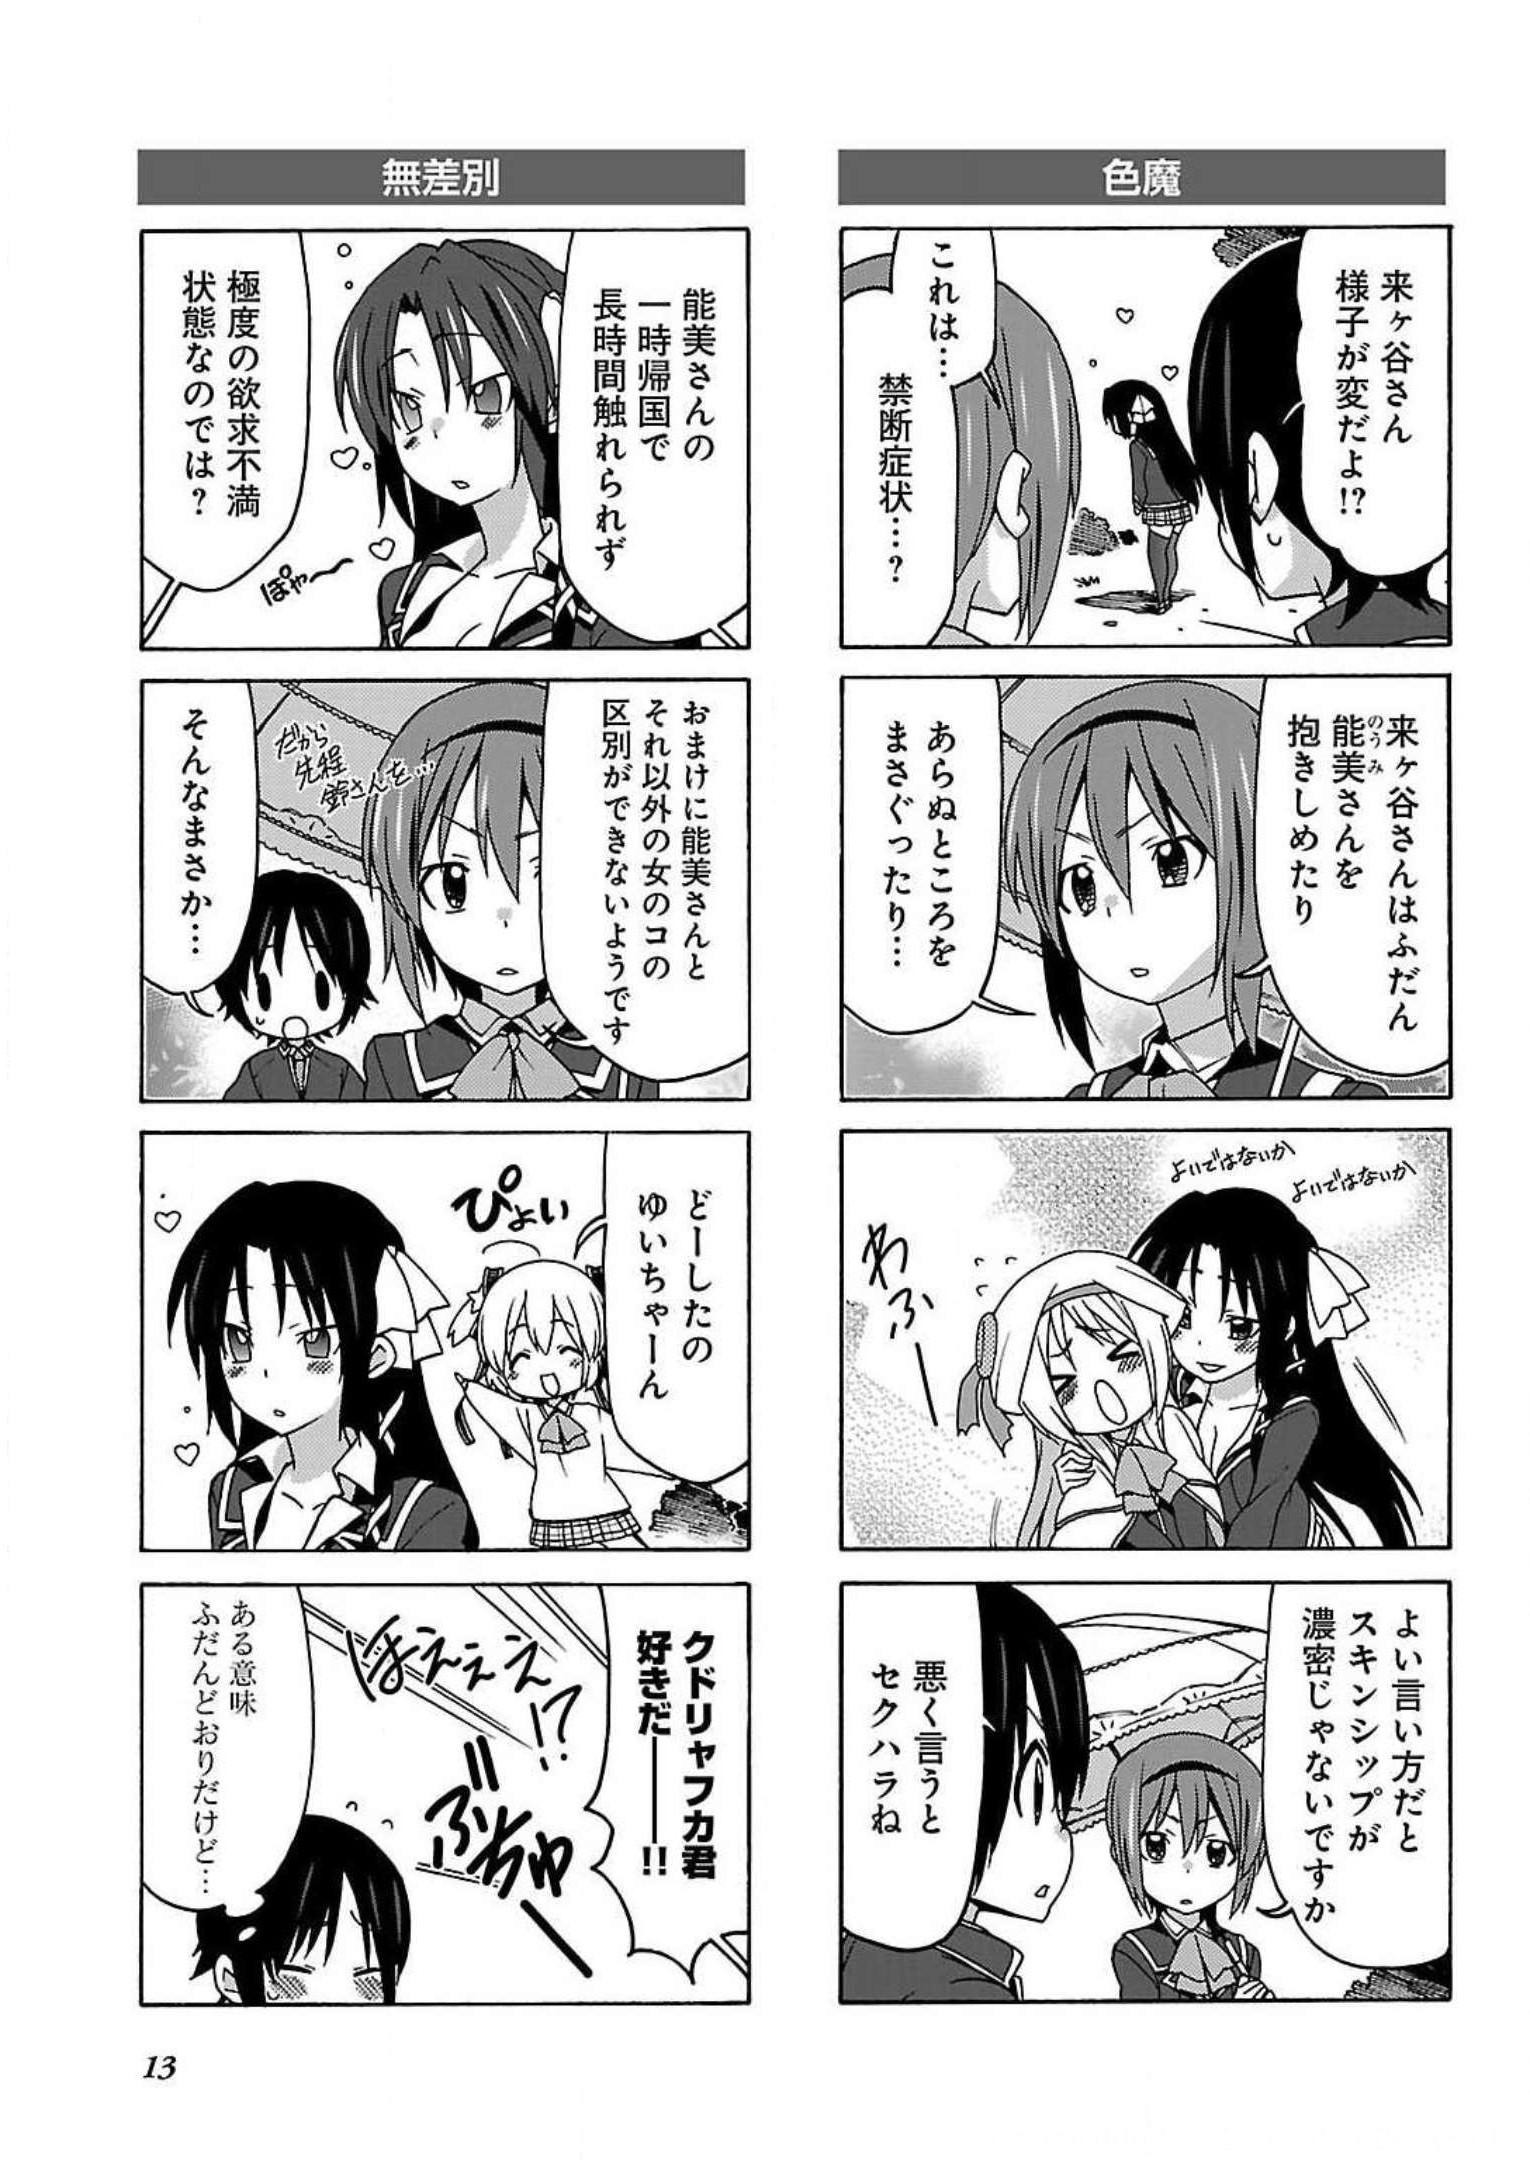 色魔
来ヶ谷さん
様子が変だよ!?
これは…
禁断症状…?
来ヶ谷さんはふだん
能美さんを
のうみ
抱きしめたり
あらぬところを
まさぐったり…
よいではないか
よいではないか
わふー
よい言い方だと
スキンシップが
濃密じゃないですか
悪く言うと
セクハラね
無差別
能美さんの
一時帰国で
長時間触れられず
極度の欲求不満
状態なのでは?
ぽゃ〜
おまけに能美さんと
それ以外の女のコの
区別ができないようです
だから
先程
鈴さんを…
そんなまさか…
どーしたの
ゆいちゃーん
ぴょい
クドリャフカ君
好きだ――!!
ほえええ!?
ぶちゅーっ
ある意味
ふだんどおりだけど…
13